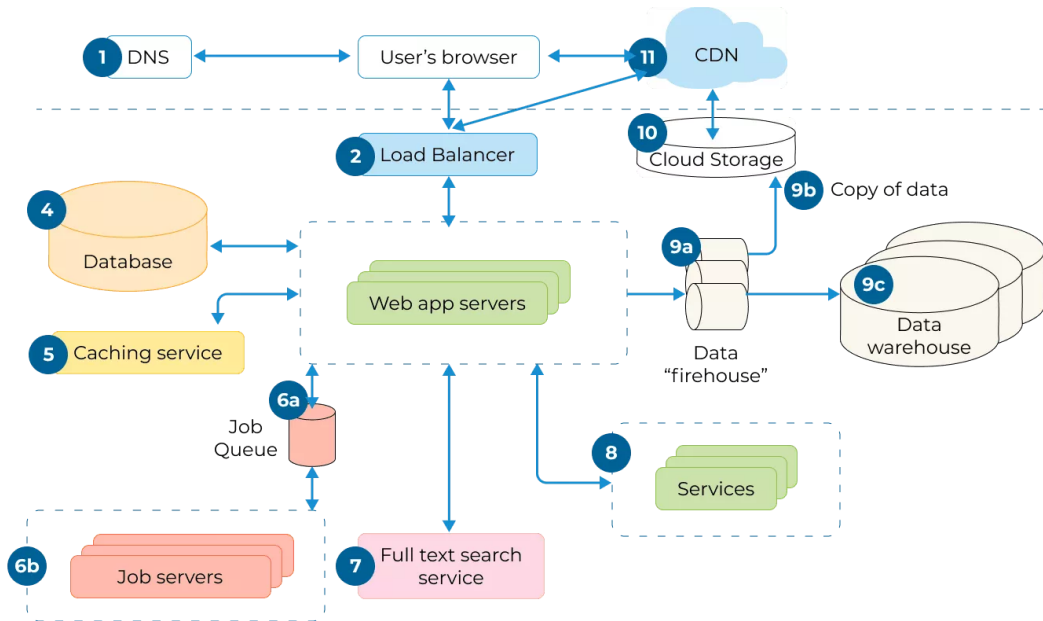 1
DNS
User's browser
11
CDN
2
Load Balancer
10
Cloud Storage
4
Database
9b
Copy of data
Web app servers
9a
9c
Data
“firehouse”
Data
warehouse
5
Caching service
6a
Job
Queue
8
Services
6b
Job servers
7
Full text search
service